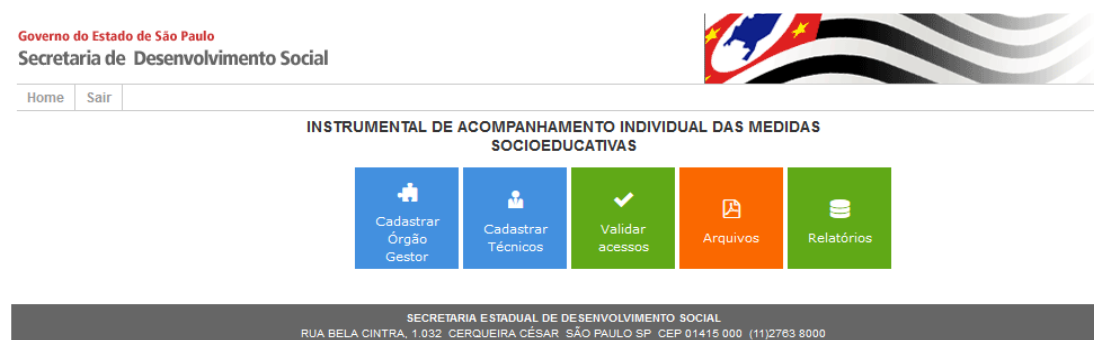 Governo do Estado de São Paulo
Secretaria de Desenvolvimento Social
Home Sair
INSTRUMENTAL DE ACOMPANHAMENTO INDIVIDUAL DAS MEDIDAS
SOCIOEDUCATIVAS
Cadastrar
Órgão
Gestor
Cadastrar
Técnicos
Validar
acessos
Arquivos
Relatórios
SECRETARIA ESTADUAL DE DESENVOLVIMENTO SOCIAL
RUA BELA CINTRA, 1.032 CERQUEIRA CÉSAR SÃO PAULO SP CEP 01415 000 (11)2763 8000